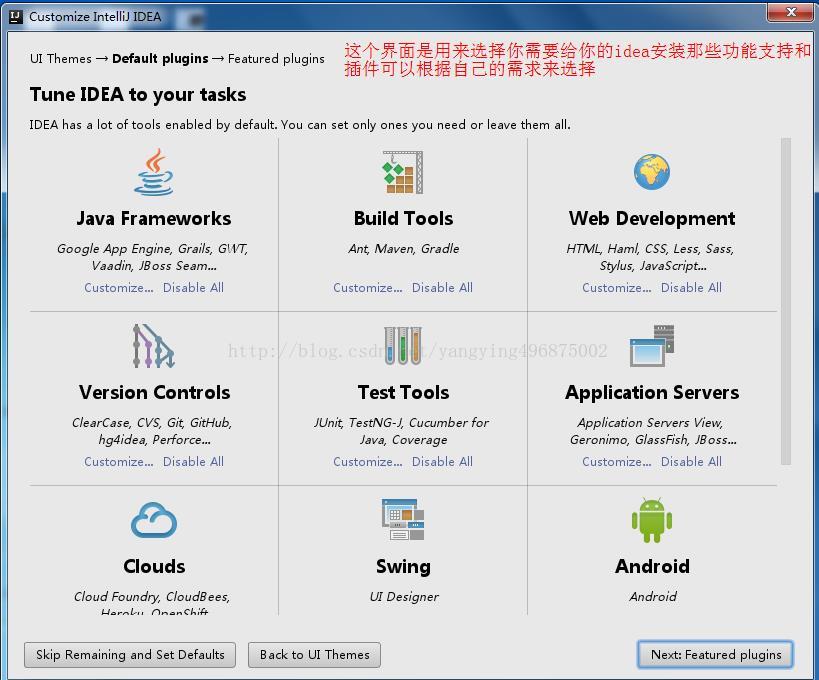 Customize IntelliJ IDEA
UI Themes → Default plugins → Featured plugins
这个界面是用来选择你需要给你的idea安装那些功能支持和
插件可以根据自己的需求来选择
Tune IDEA to your tasks
IDEA has a lot of tools enabled by default. You can set only ones you need or leave them all.
Java Frameworks
Google App Engine, Grails, GWT,
Vaadin, JBoss Seam...
Customize... Disable All
Build Tools
Ant, Maven, Gradle
Customize... Disable All
Web Development
HTML, Haml, CSS, Less, Sass,
Stylus, JavaScript...
Customize... Disable All
http://blog.csdn.net/yangying496875002
Version Controls
ClearCase, CVS, Git, GitHub,
hg4idea, Perforce...
Customize... Disable All
Test Tools
JUnit, TestNG-J, Cucumber for
Java, Coverage
Customize... Disable All
Application Servers
Application Servers View,
Geronimo, GlassFish, JBoss...
Customize... Disable All
Clouds
Cloud Foundry, CloudBees,
Heroku, OpenShift
Swing
UI Designer
Android
Android
Skip Remaining and Set Defaults
Back to UI Themes
Next: Featured plugins